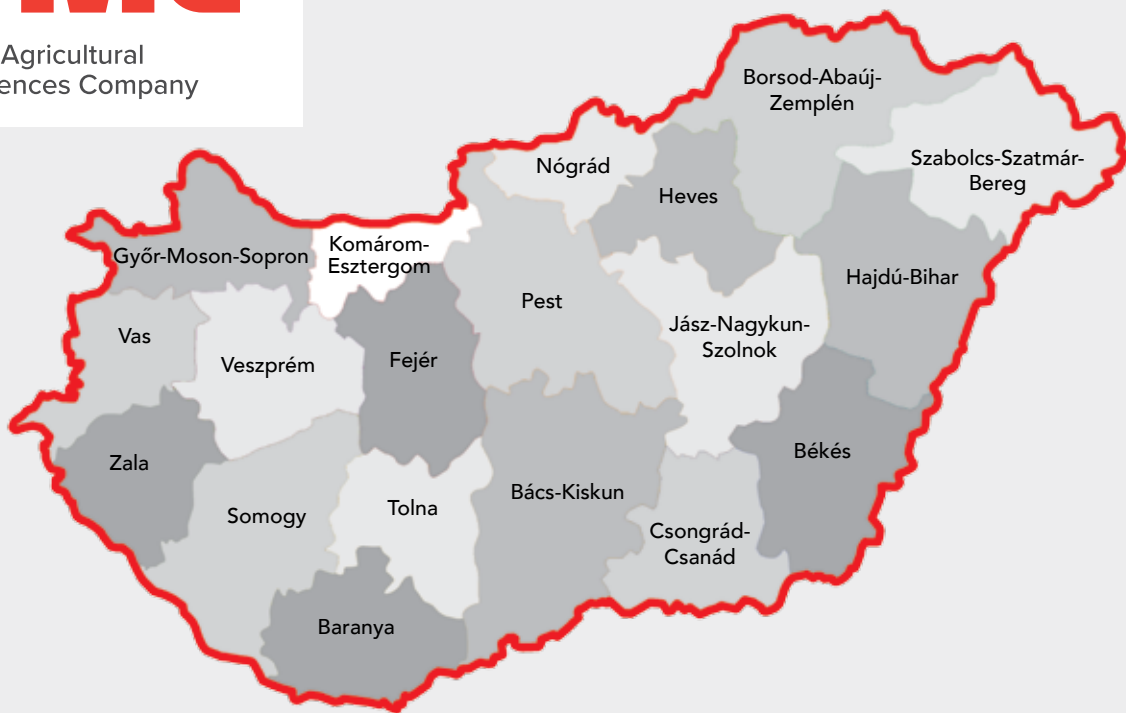 Agricultural
Company
Borsod-Abaúj-
Zemplén
Szabolcs-Szatmár-
Bereg
Nógrád
Heves
Győr-Moson-Sopron
Komárom-
Esztergom
Hajdú-Bihar
Pest
Jász-Nagykun-
Szolnok
Vas
Veszprém
Fejér
Zala
Békés
Somogy
Tolna
Bács-Kiskun
Csongrád-
Csanád
Baranya